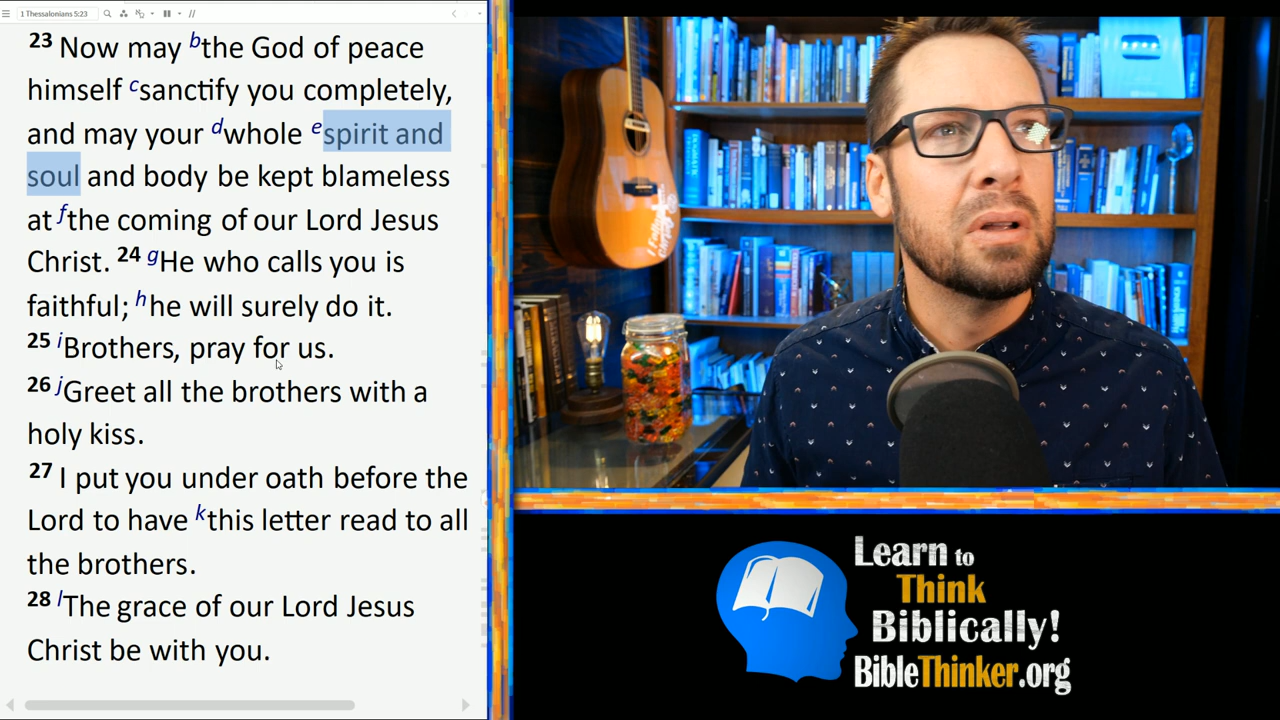 1 Thessalonians 5:23
23 Now may b the God of peace
himself c sanctify you completely,
and may your d whole e spirit and
soul and body be kept blameless
at f the coming of our Lord Jesus
Christ. 24 g He who calls you is
faithful; h he will surely do it.
25 i Brothers, pray for us.
26 j Greet all the brothers with a
holy kiss.
27 I put you under oath before the
Lord to have k this letter read to all
the brothers.
28 l The grace of our Lord Jesus
Christ be with you.
Learn to
Think
Biblically!
BibleThinker.org